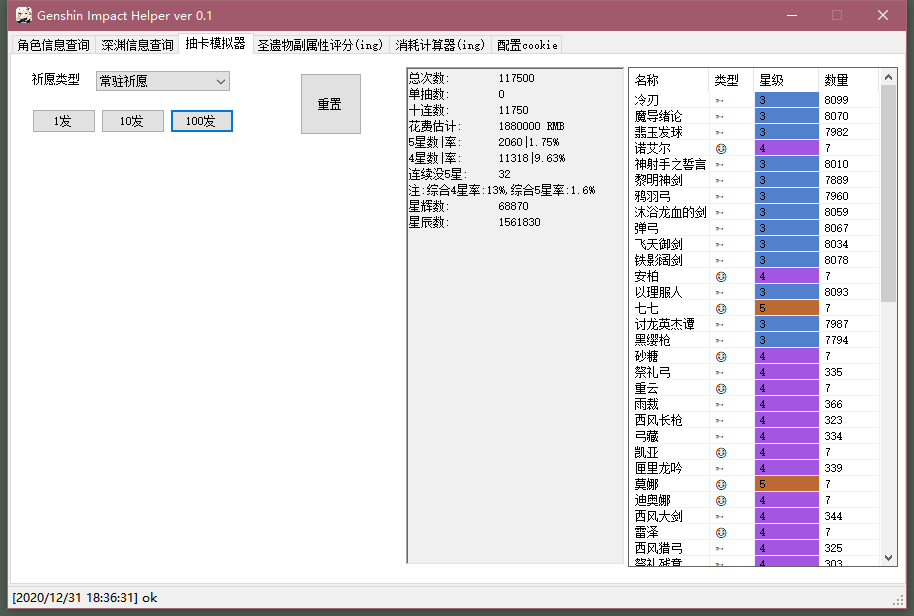 Genshin Impact Helper ver 0.1
角色信息查询 深渊信息查询 抽卡模拟器 圣遗物副属性评分(ing) 消耗计算器(ing) 配置cookie
祈愿类型 常驻祈愿 重置
1发 10发 100发
总次数: 117500
单抽数: 0
十连数: 11750
花费估计: 1880000 RMB
5星数|率: 2060|1.75%
4星数|率: 11318|9.63%
连续没5星: 32
注:综合4星率:13%,综合5星率:1.6%
星辉数: 68870
星辰数: 1561830
名称 类型 星级 数量
冷刃 3 8099
魔导绪论 3 8070
翡玉法球 3 7982
诺艾尔 4 7
神射手之誓言 3 8010
黎明神剑 3 7889
鸦羽弓 3 7960
沐浴龙血的剑 3 8059
弹弓 3 8067
飞天御剑 3 8034
铁影阔剑 3 8078
安柏 4 7
以理服人 3 8093
七七 5 7
讨龙英杰谭 3 7987
黑缨枪 3 7794
砂糖 4 7
祭礼弓 4 335
重云 4 7
雨裁 4 366
西风长枪 4 323
弓藏 4 334
凯亚 4 7
匣里龙吟 4 339
莫娜 5 7
迪奥娜 4 7
西风大剑 4 344
雷泽 4 7
西风猎弓 4 325
祭礼残章 4 303
[2020/12/31 18:36:31] ok